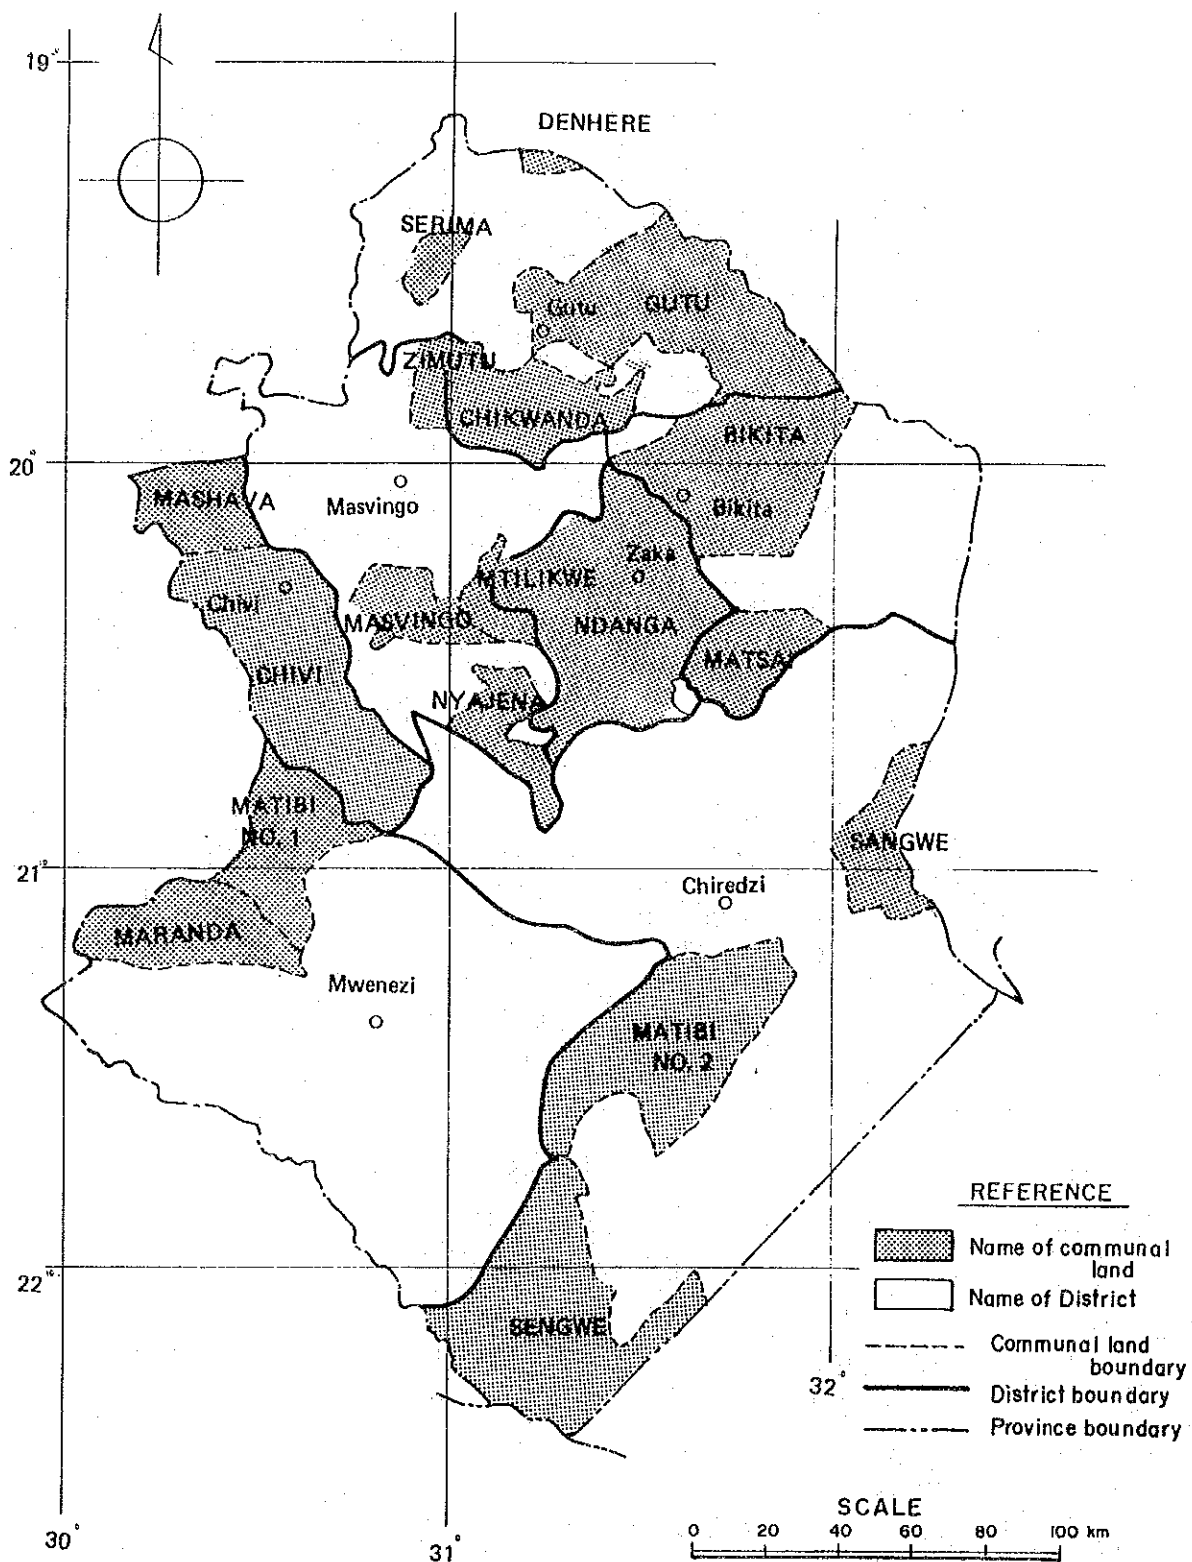 19°
DENHERE
SERIMA
Gutu
GUTU
ZIMUTU
CHIKWANDA
BIKITA
20°
MASHAVA
Masvingo
Bikita
Zaka
MTILIKWE
Chivi
MASVINGO
NDANGA
MATSAI
CHIVI
NYAJENA
MATIBI
NO. 1
SANGWE
21°
Chiredzi
MARANDA
Mwenezi
MATIBI
NO. 2
REFERENCE
Name of communal
land
22°
Name of District
SENGWE
Communal land
boundary
32°
District boundary
Province boundary
SCALE
30°
31°
0 20 40 60 80 100 km